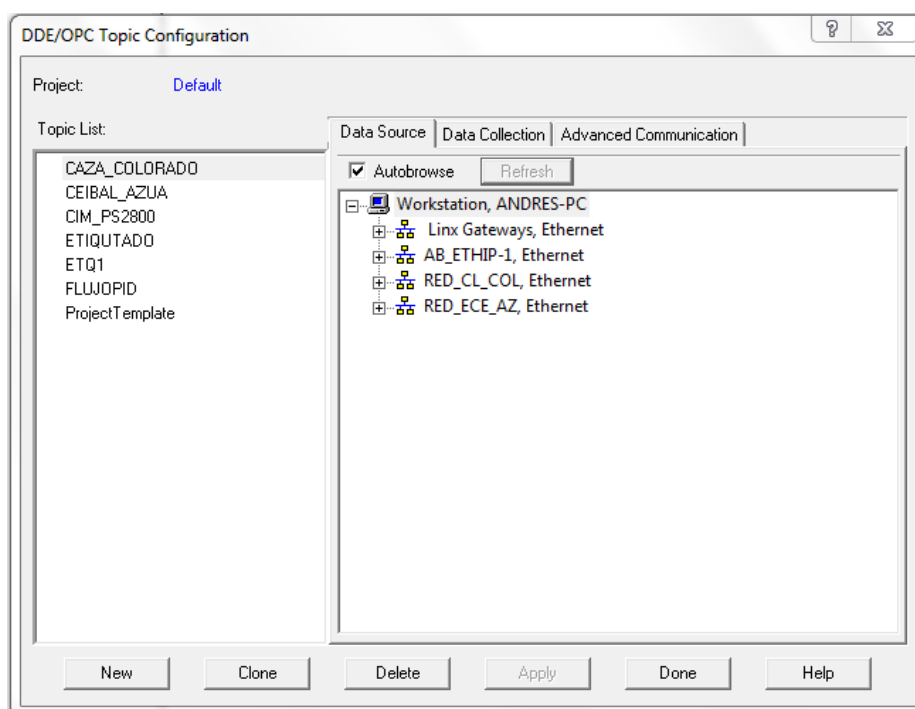 DDE/OPC Topic Configuration
Project: Default
Topic List:
CAZA_COLORADO
CEIBAL_AZUA
CIM_PS2800
ETIQUTADO
ETQ1
FLUJOPID
ProjectTemplate
Data Source Data Collection Advanced Communication
Autobrowse Refresh
Workstation, ANDRES-PC
Linx Gateways, Ethernet
AB_ETHIP-1, Ethernet
RED_CL_COL, Ethernet
RED_ECE_AZ, Ethernet
New Clone Delete Apply Done Help